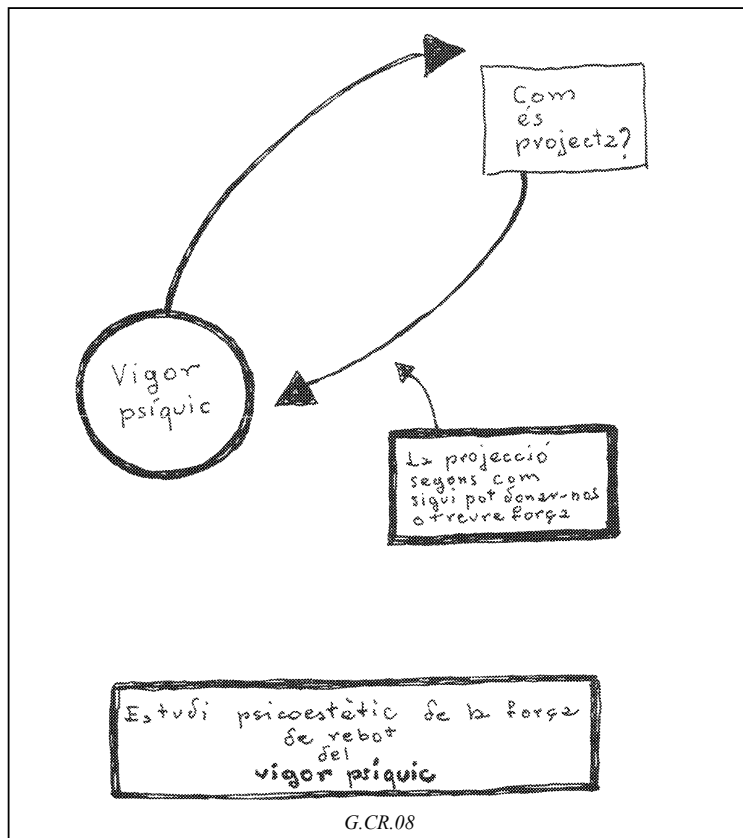 Com
és
projecta?
Vigor
psíquic
La projecció
segons com
sigui pot donar-nos
o treure força
Estudi psicoestètic de la força
de rebot
del
vigor psíquic
G.CR.08